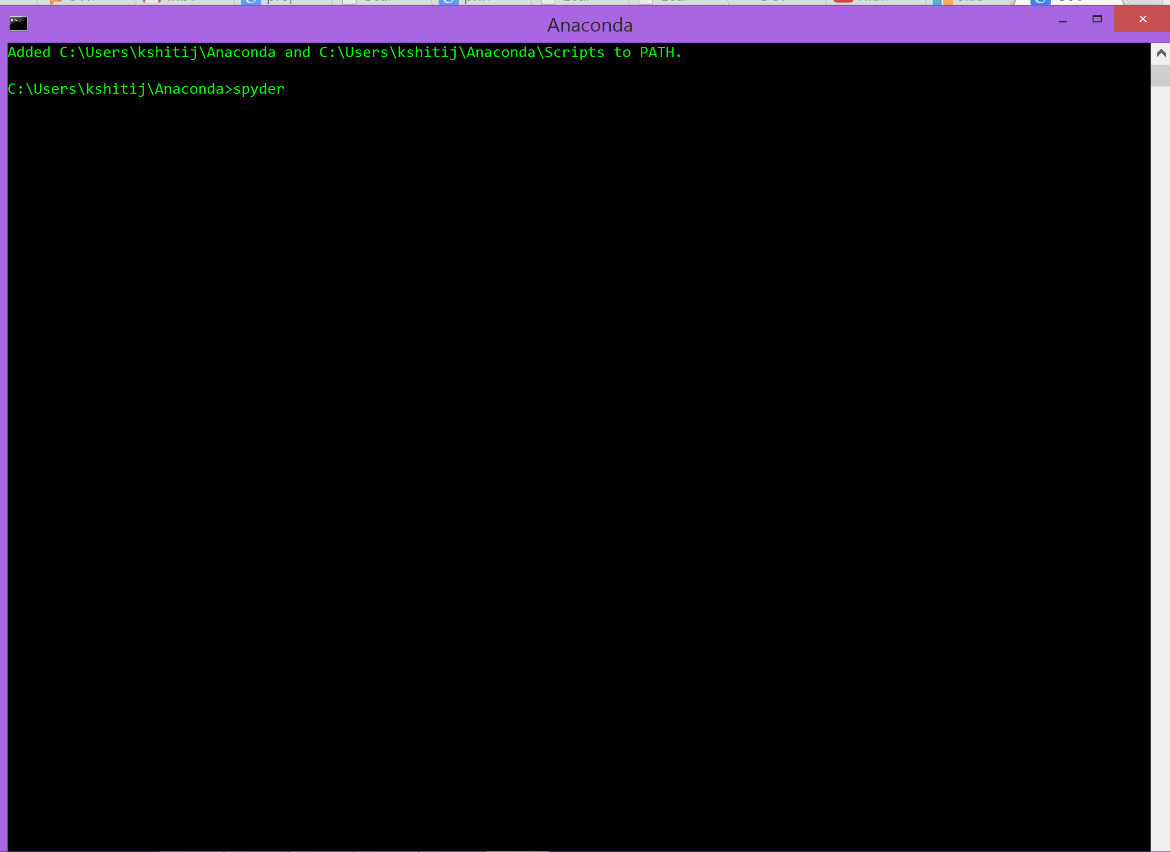 Anaconda
Added C:\Users\kshitij\Anaconda and C:\Users\kshitij\Anaconda\Scripts to PATH.
C:\Users\kshitij\Anaconda>spyder